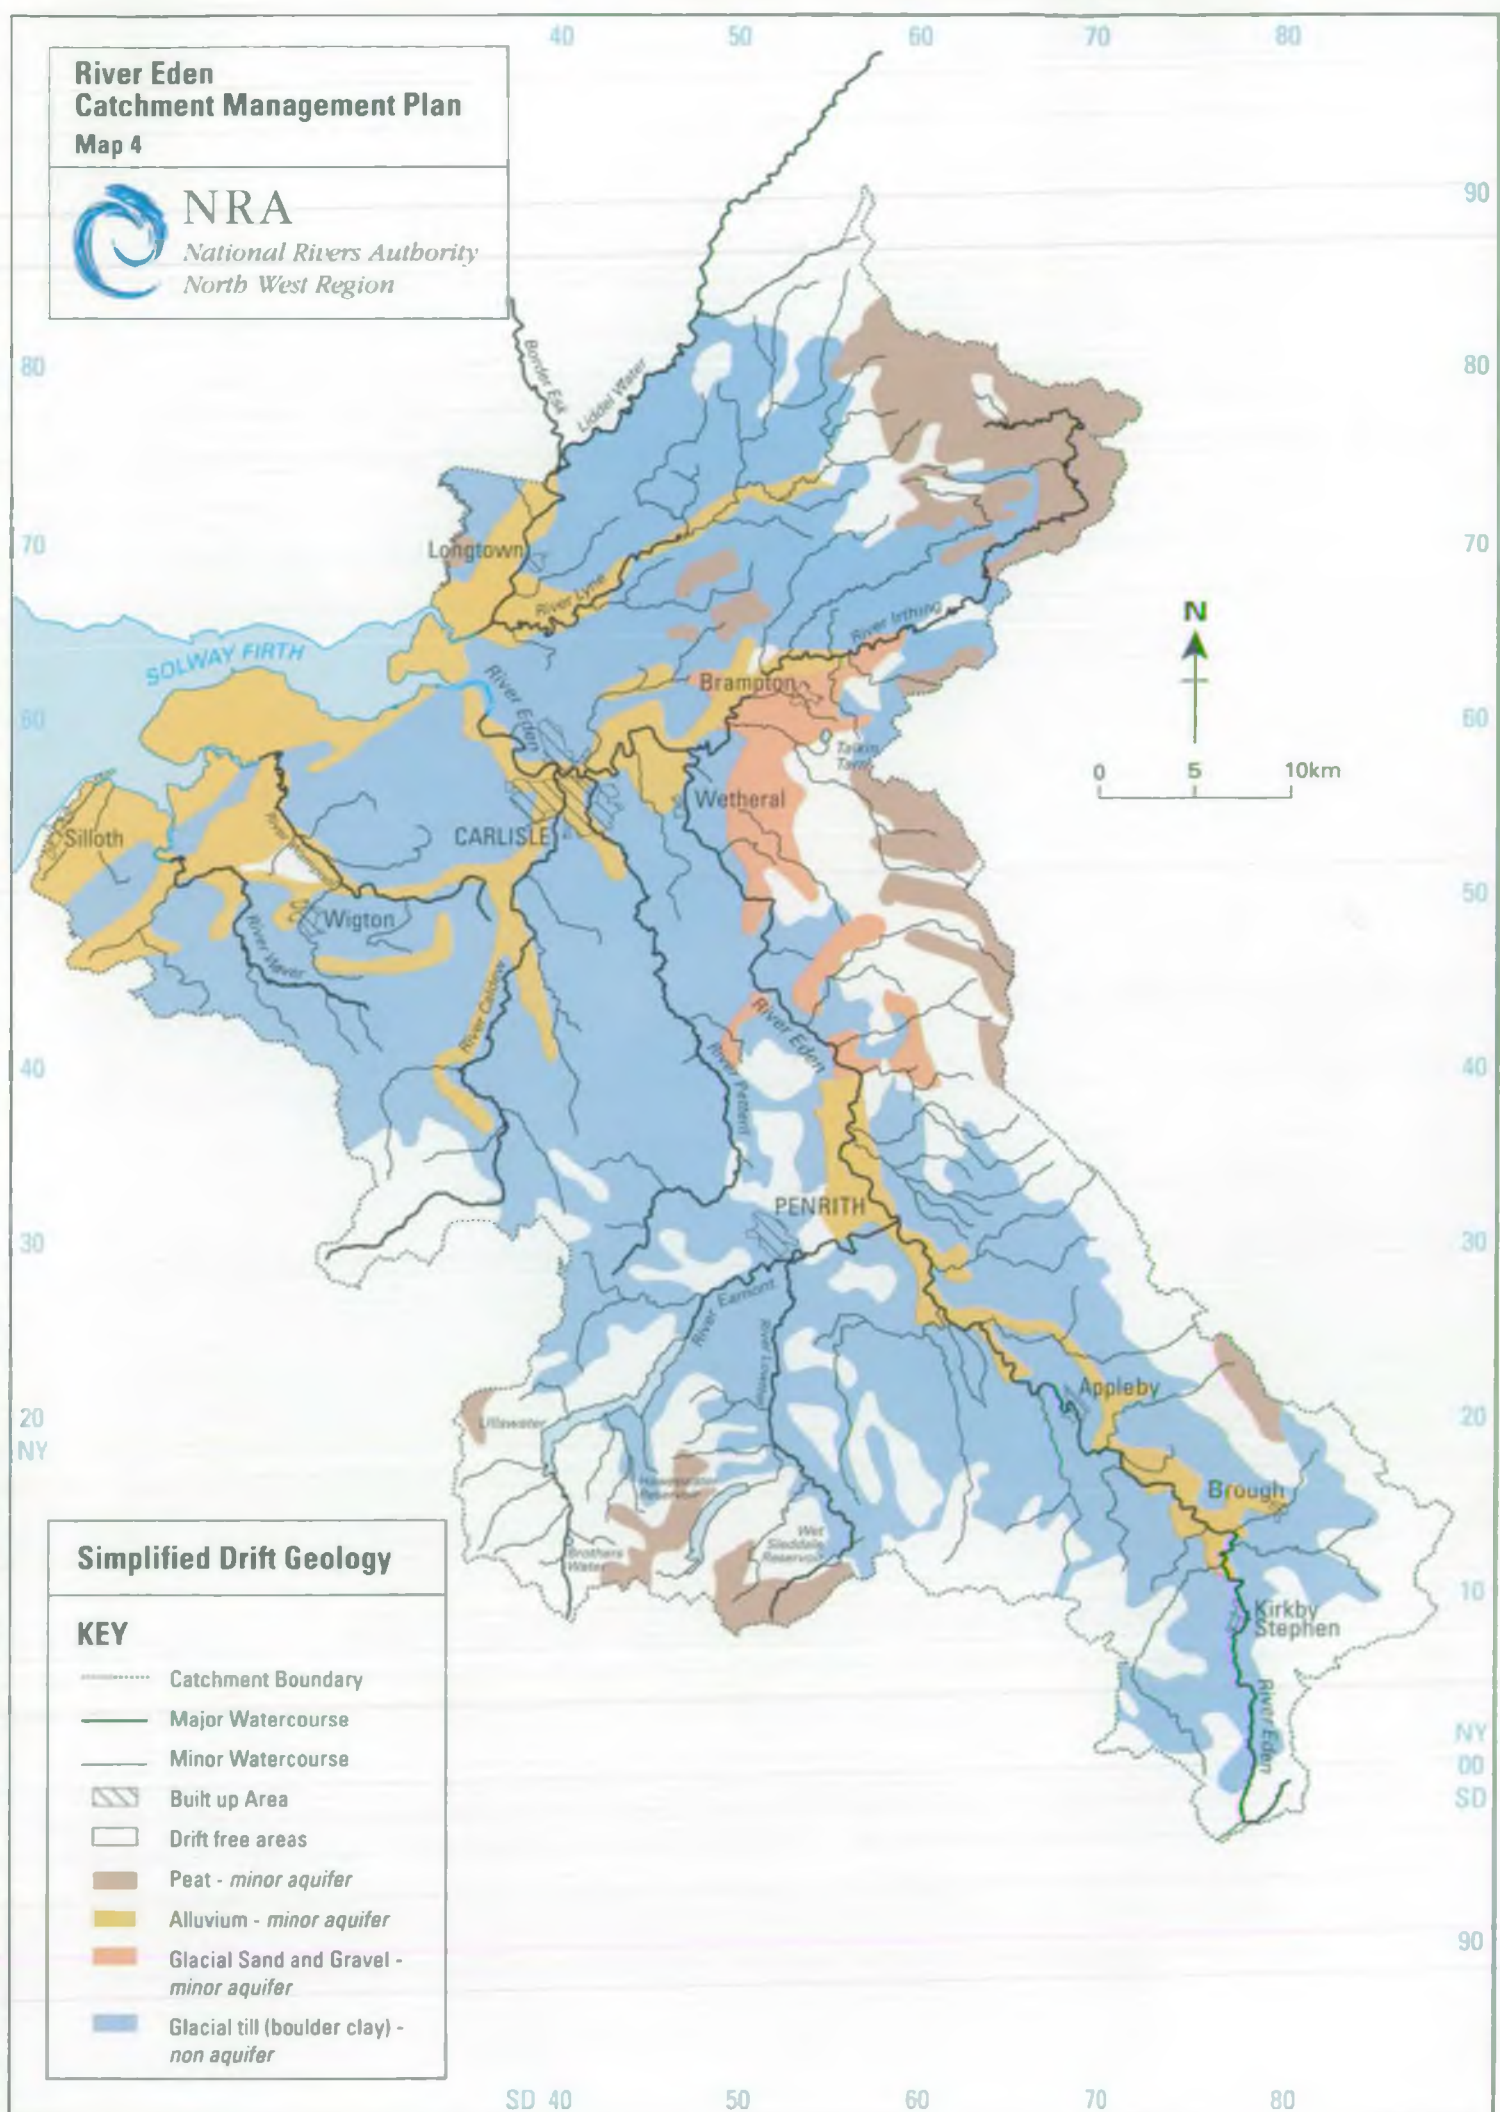 40 50 60 70 80
River Eden
Catchment Management Plan
Map 4
NRA
National Rivers Authority
North West Region
90
90
80
80
Border Esk
Liddel Water
70
70
Longtown
River Lyne
River Irthing
N
SOLWAY FIRTH
River Eden
Brampton
60
60
Talkin
Tarn
0 5 10km
Silloth
Wetheral
CARLISLE
River
50
Wigton
River Waver
River Caldew
River Eden
40
40
River Petteril
PENRITH
30
30
River Eamont
River Lowther
Appleby
20
NY
20
Ullswater
Haweswater
Reservoir
Brough
Wet
Sleddale
Reservoir
Brothers
Water
10
Kirkby
Stephen
River Eden
NY
00
SD
90
Simplified Drift Geology
KEY
Catchment Boundary
Major Watercourse
Minor Watercourse
Built up Area
Drift free areas
Peat - minor aquifer
Alluvium - minor aquifer
Glacial Sand and Gravel -
minor aquifer
Glacial till (boulder clay) -
non aquifer
SD 40 50 60 70 80